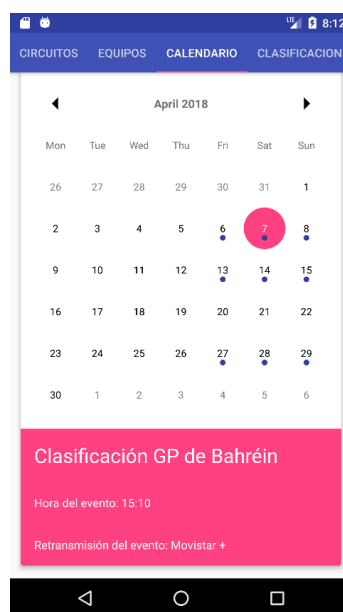 LTE 8:12
CIRCUITOS EQUIPOS CALENDARIO CLASIFICACION
April 2018
Mon Tue Wed Thu Fri Sat Sun
26 27 28 29 30 31 1
2 3 4 5 6 7 8
9 10 11 12 13 14 15
16 17 18 19 20 21 22
23 24 25 26 27 28 29
30 1 2 3 4 5 6
Clasificación GP de Bahréin
Hora del evento: 15:10
Retransmisión del evento: Movistar +